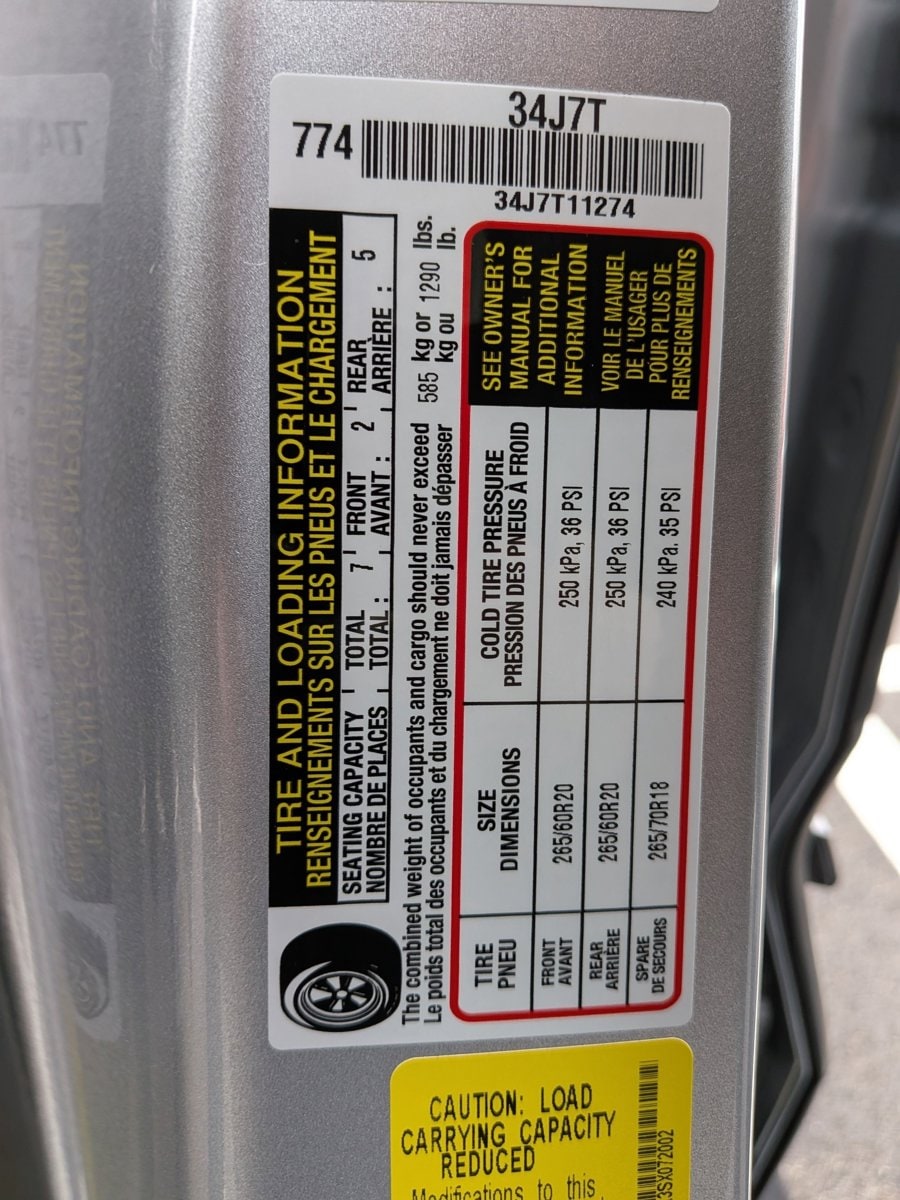 34J7T
774
34J7T11274
TIRE AND LOADING INFORMATION
RENSEIGNEMENTS SUR LES PNEUS ET LE CHARGEMENT
SEATING CAPACITY TOTAL 7 FRONT 2 REAR 5
NOMBRE DE PLACES TOTAL : AVANT : ARRIÈRE :
The combined weight of occupants and cargo should never exceed 585 kg or 1290 lbs.
Le poids total des occupants et du chargement ne doit jamais dépasser kg ou lb.
TIRE SIZE COLD TIRE PRESSURE
PNEU DIMENSIONS PRESSION DES PNEUS À FROID
FRONT
AVANT 265/60R20 250 kPa, 36 PSI
REAR
ARRIÈRE 265/60R20 250 kPa, 36 PSI
SPARE
DE SECOURS 265/70R18 240 kPa. 35 PSI
SEE OWNER'S
MANUAL FOR
ADDITIONAL
INFORMATION
VOIR LE MANUEL
DE L'USAGER
POUR PLUS DE
RENSEIGNEMENTS
CAUTION: LOAD
CARRYING CAPACITY
REDUCED
Modifications to this
3SX072002